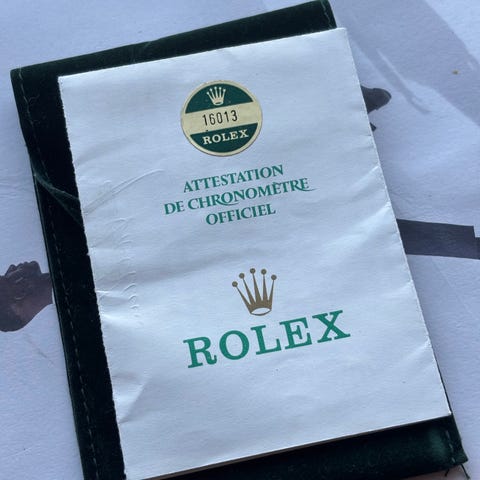 16013
ROLEX
ATTESTATION
DE CHRONOMÈTRE
OFFICIEL
ROLEX